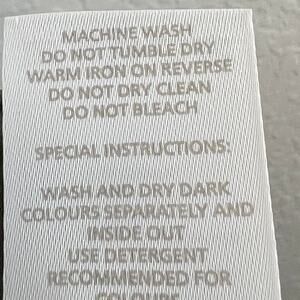 MACHINE WASH
DO NOT TUMBLE DRY
WARM IRON ON REVERSE
DO NOT DRY CLEAN
DO NOT BLEACH
SPECIAL INSTRUCTIONS:
WASH AND DRY DARK
COLOURS SEPARATELY AND
INSIDE OUT
USE DETERGENT
RECOMMENDED FOR